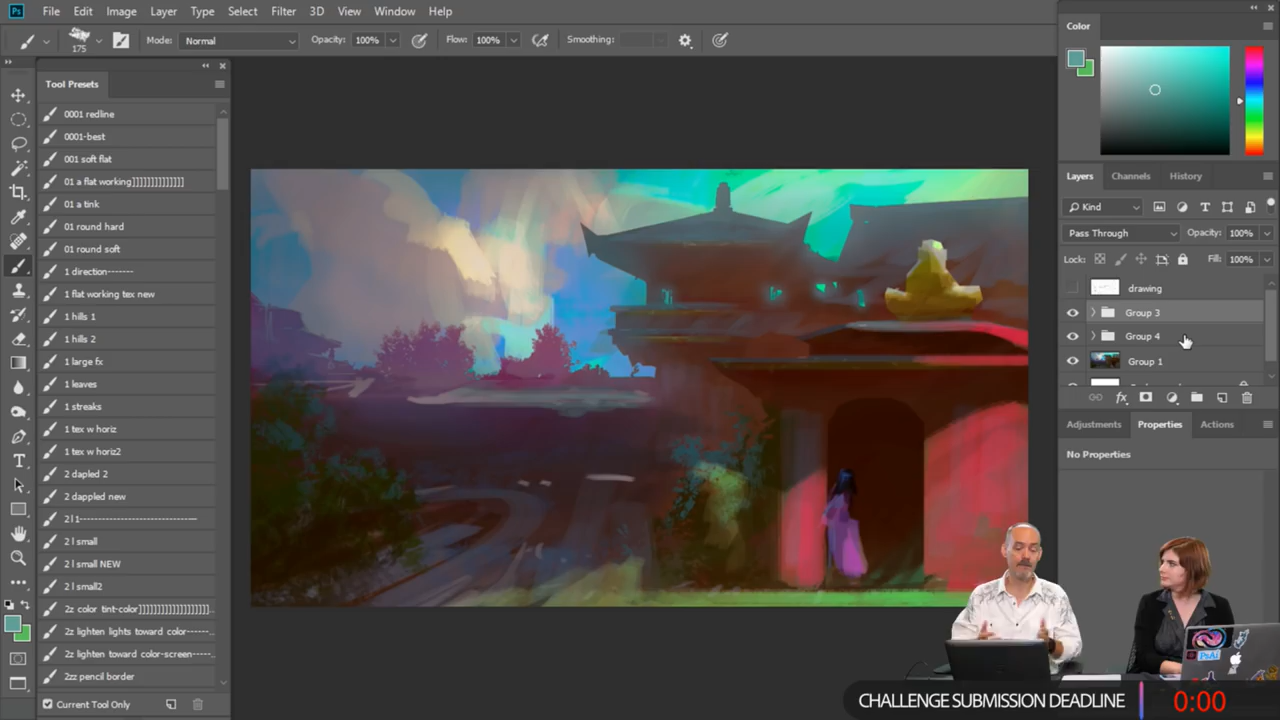 Ps File Edit Image Layer Type Select Filter 3D View Window Help
175 Mode: Normal Opacity: 100% Flow: 100% Smoothing:
Tool Presets
0001 redline
0001-best
001 soft flat
01 a flat working]]]]]]]]]]]]]]]
01 a tink
01 round hard
01 round soft
1 direction-------
1 flat working tex new
1 hills 1
1 hills 2
1 large fx
1 leaves
1 streaks
1 tex w horiz
1 tex w horiz2
2 dapled 2
2 dappled new
2 l 1--------------------------------
2 l small
2 l small NEW
2 l small2
2z color tint-color]]]]]]]]]]]]]]]]]]]]...
2z lighten lights toward color------...
2z lighten toward color-screen-----...
2zz pencil border
Current Tool Only
Color
Layers Channels History
Kind
Pass Through Opacity: 100%
Lock: Fill: 100%
drawing
Group 3
Group 4
Group 1
fx
Adjustments Properties Actions
No Properties
PsAi
CHALLENGE SUBMISSION DEADLINE 0:00